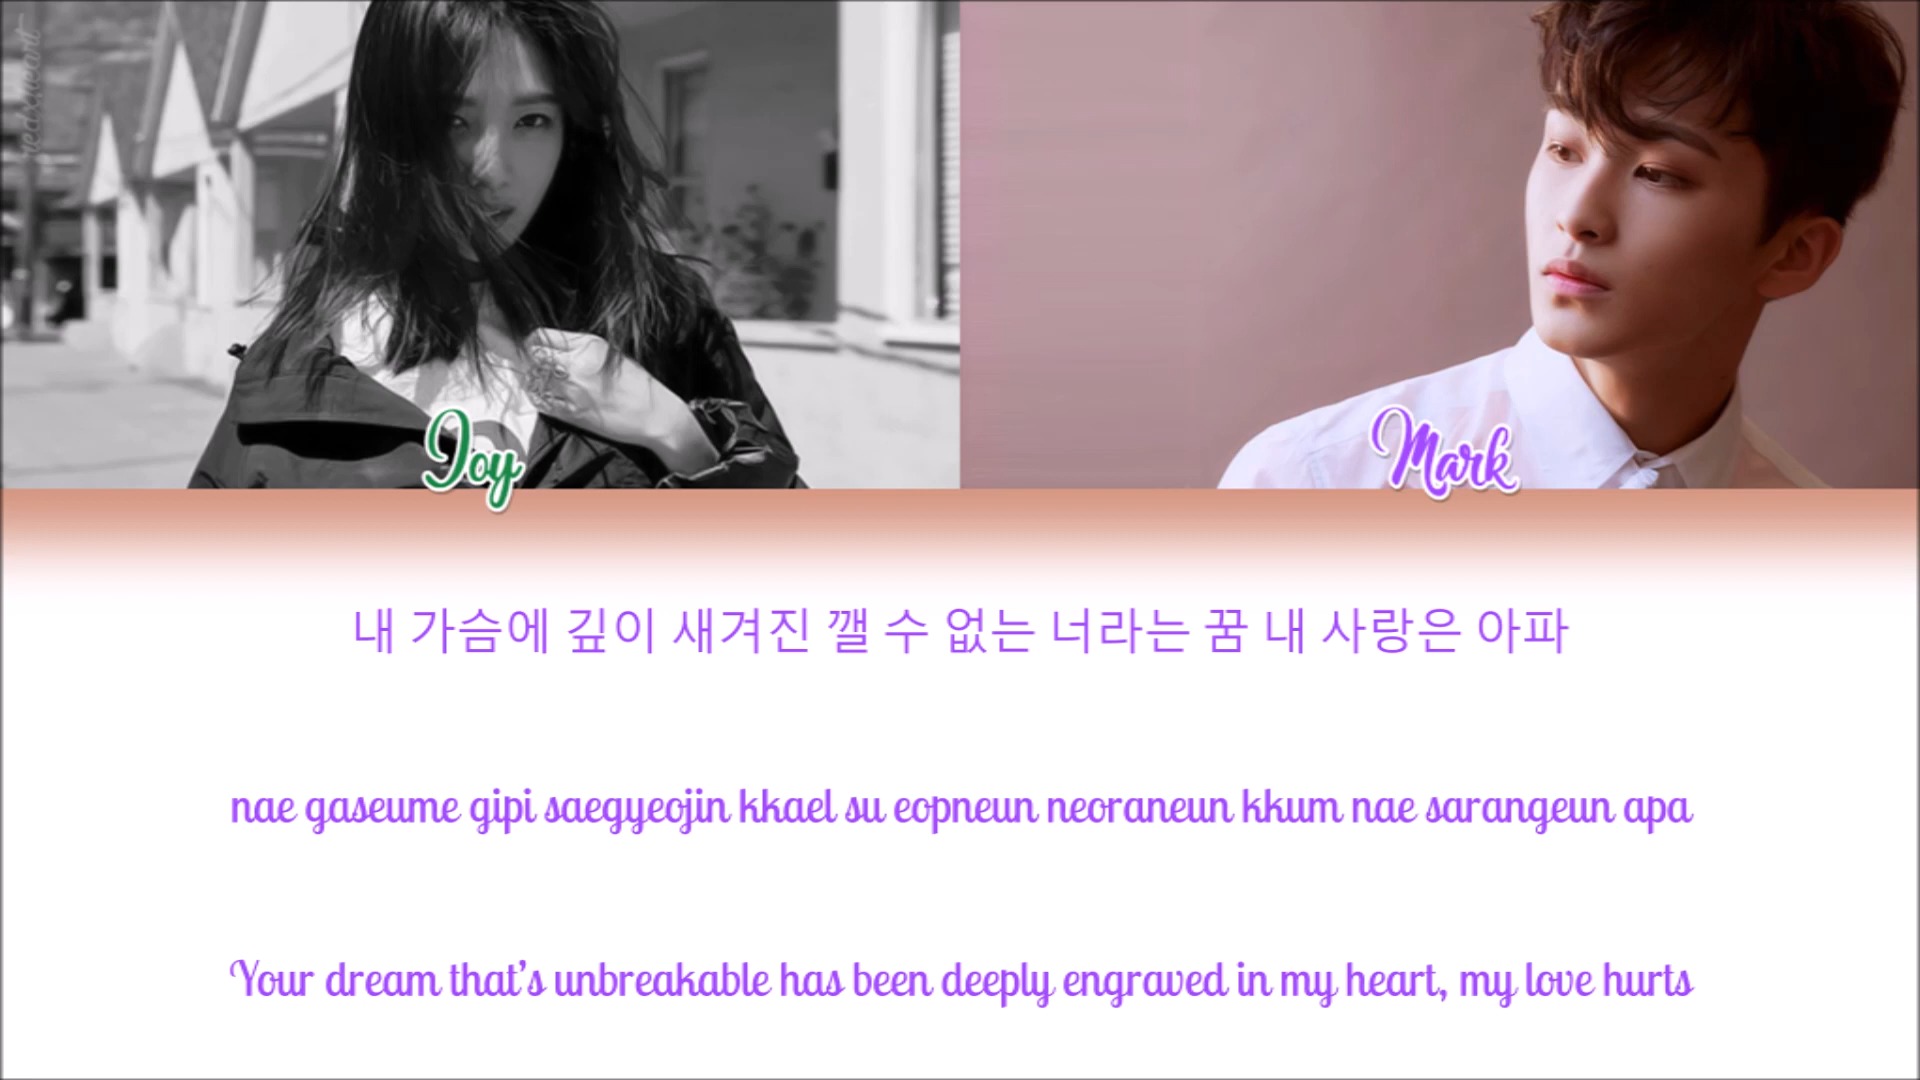 redxheart
Joy
Mark
내 가슴에 깊이 새겨진 깰 수 없는 너라는 꿈 내 사랑은 아파
nae gaseume gipi saegyeojin kkael su eopneun neoraneun kkum nae sarangeun apa
Your dream that's unbreakable has been deeply engraved in my heart, my love hurts